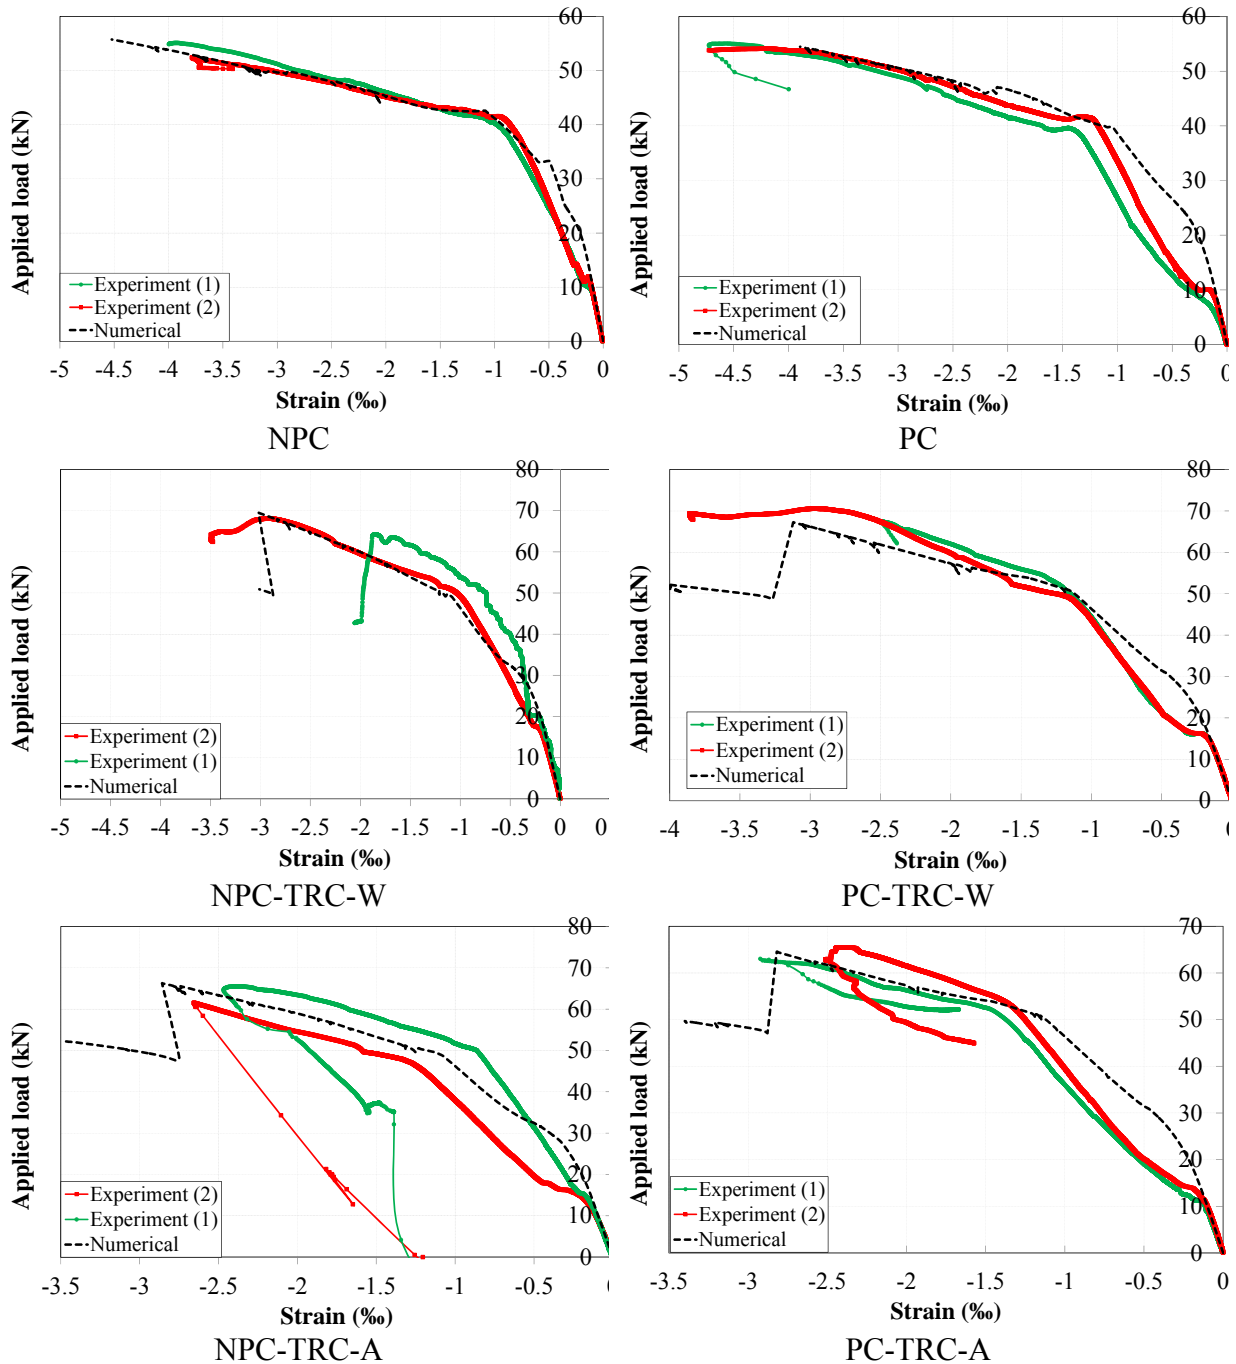 60
50
40
30
20
10
0
Applied load (kN)
Experiment (1)
Experiment (2)
Numerical
-5 -4.5 -4 -3.5 -3 -2.5 -2 -1.5 -1 -0.5 0
Strain (‰)
NPC
60
50
40
30
20
10
0
Applied load (kN)
Experiment (1)
Experiment (2)
Numerical
-5 -4.5 -4 -3.5 -3 -2.5 -2 -1.5 -1 -0.5 0
Strain (‰)
PC
80
70
60
50
40
30
20
10
0
Applied load (kN)
Experiment (2)
Experiment (1)
Numerical
-5 -4.5 -4 -3.5 -3 -2.5 -2 -1.5 -1 -0.5 0 0
Strain (‰)
NPC-TRC-W
80
70
60
50
40
30
20
10
0
Applied load (kN)
Experiment (1)
Experiment (2)
Numerical
-4 -3.5 -3 -2.5 -2 -1.5 -1 -0.5 0
Strain (‰)
PC-TRC-W
80
70
60
50
40
30
20
10
0
Applied load (kN)
Experiment (2)
Experiment (1)
Numerical
-3.5 -3 -2.5 -2 -1.5 -1 -0.5 0
Strain (‰)
NPC-TRC-A
70
60
50
40
30
20
10
0
Applied load (kN)
Experiment (1)
Experiment (2)
Numerical
-3.5 -3 -2.5 -2 -1.5 -1 -0.5 0
Strain (‰)
PC-TRC-A